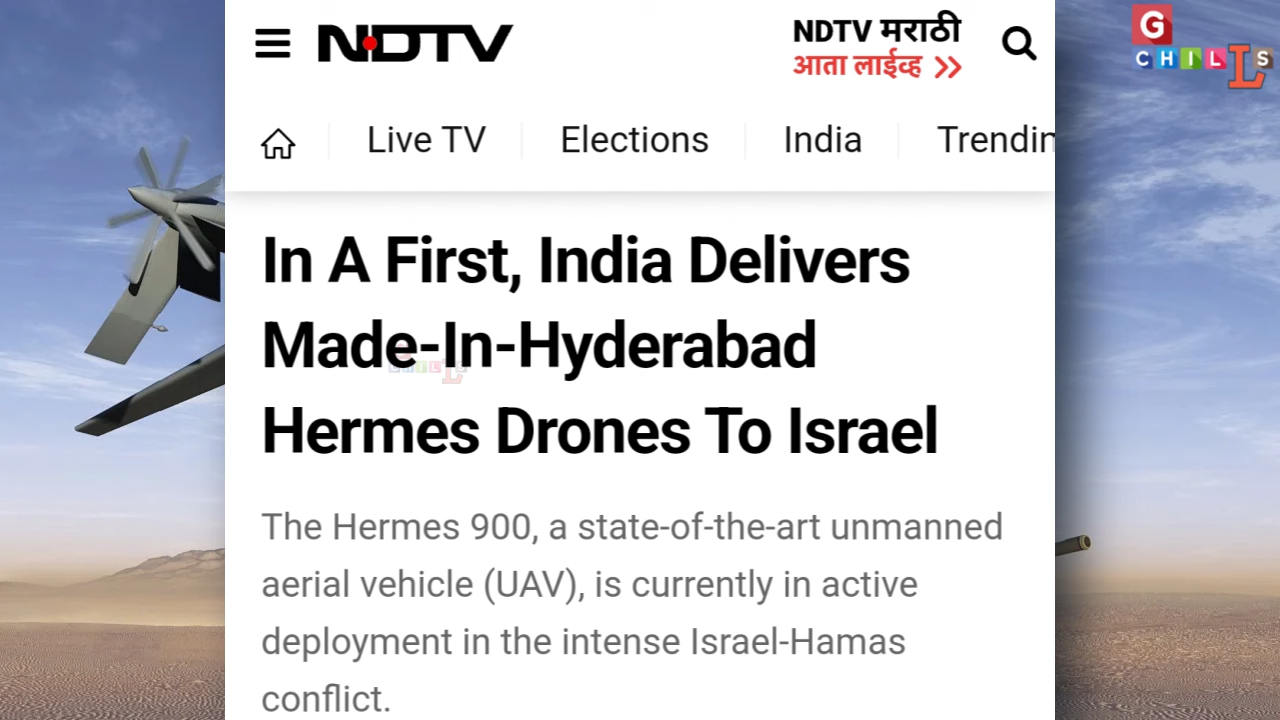 NDTV
NDTV मराठी
आता लाईव्ह >>
G
CHILLS
Live TV
Elections
India
Trendin
In A First, India Delivers
Made-In-Hyderabad
Hermes Drones To Israel
The Hermes 900, a state-of-the-art unmanned
aerial vehicle (UAV), is currently in active
deployment in the intense Israel-Hamas
conflict.